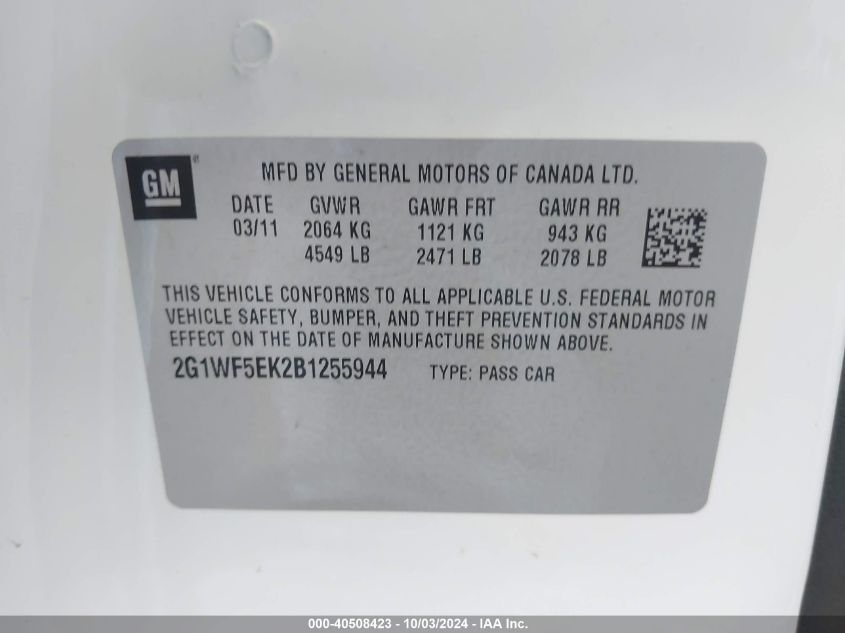 GM®
MFD BY GENERAL MOTORS OF CANADA LTD.
DATE GVWR GAWR FRT GAWR RR
03/11 2064 KG 1121 KG 943 KG
4549 LB 2471 LB 2078 LB
THIS VEHICLE CONFORMS TO ALL APPLICABLE U.S. FEDERAL MOTOR
VEHICLE SAFETY, BUMPER, AND THEFT PREVENTION STANDARDS IN
EFFECT ON THE DATE OF MANUFACTURE SHOWN ABOVE.
2G1WF5EK2B1255944 TYPE: PASS CAR
000-40508423 - 10/03/2024 - IAA Inc.